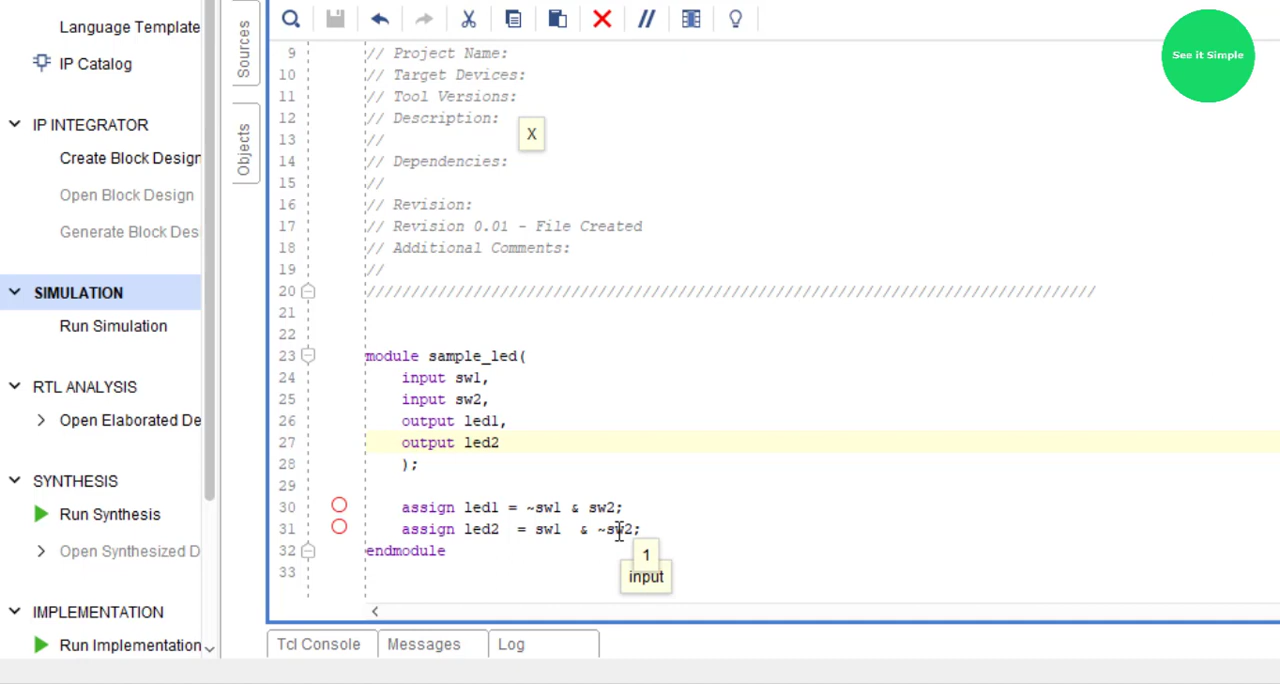 Language Template
IP Catalog
IP INTEGRATOR
Create Block Design
Open Block Design
Generate Block Des
SIMULATION
Run Simulation
RTL ANALYSIS
Open Elaborated De
SYNTHESIS
Run Synthesis
Open Synthesized D
IMPLEMENTATION
Run Implementation
Sources
Objects
See it Simple
9 // Project Name:
10 // Target Devices:
11 // Tool Versions:
12 // Description:
X
13 //
14 // Dependencies:
15 //
16 // Revision:
17 // Revision 0.01 - File Created
18 // Additional Comments:
19 //
20 //////////////////////////////////////////////////////////////////////////////////
21
22
23 module sample_led(
24 input sw1,
25 input sw2,
26 output led1,
27 output led2
28 );
29
30 assign led1 = ~sw1 & sw2;
31 assign led2  = sw1  & ~sw2;
32 endmodule
33
1
input
Tcl Console
Messages
Log